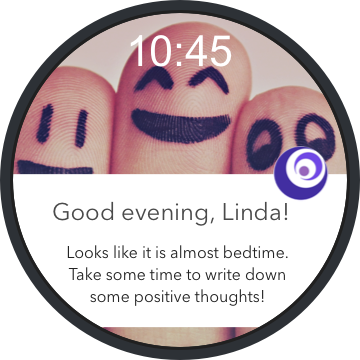 10:45
Good evening, Linda!
Looks like it is almost bedtime.
Take some time to write down
some positive thoughts!